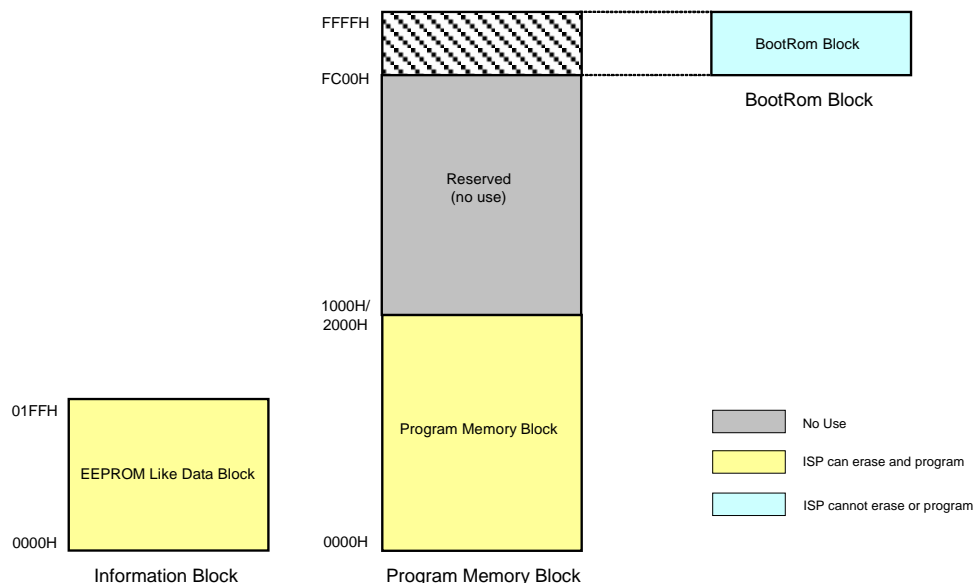 FFFFH
BootRom Block
FC00H
BootRom Block
Reserved
(no use)
1000H/
2000H
01FFH
Program Memory Block
No Use
EEPROM Like Data Block
ISP can erase and program
ISP cannot erase or program
0000H
0000H
Information Block
Program Memory Block